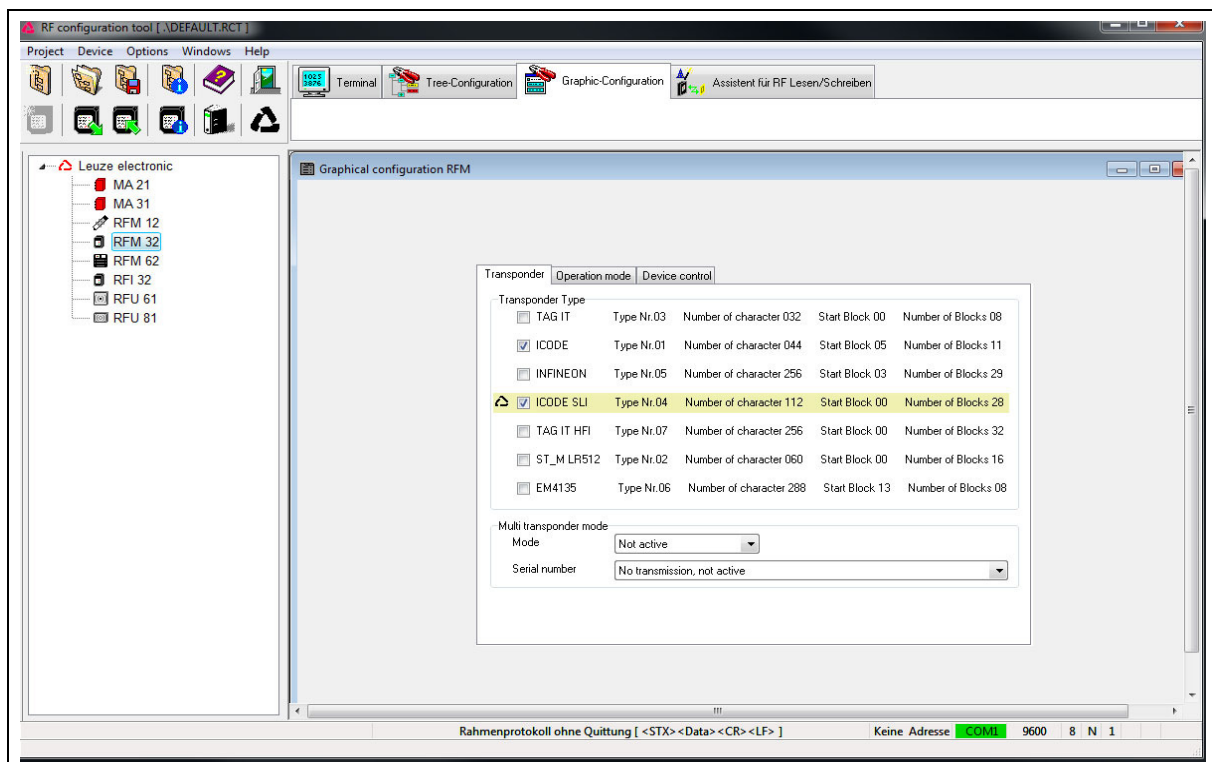 RF configuration tool [ .\DEFAULT.RCT ]
Project Device Options Windows Help
Terminal Tree-Configuration Graphic-Configuration Assistent für RF Lesen/Schreiben
Leuze electronic
MA 21
MA 31
RFM 12
RFM 32
RFM 62
RFI 32
RFU 61
RFU 81
Graphical configuration RFM
Transponder Operation mode Device control
Transponder Type
TAG IT Type Nr.03 Number of character 032 Start Block 00 Number of Blocks 08
ICODE Type Nr.01 Number of character 044 Start Block 05 Number of Blocks 11
INFINEON Type Nr.05 Number of character 256 Start Block 03 Number of Blocks 29
ICODE SLI Type Nr.04 Number of character 112 Start Block 00 Number of Blocks 28
TAG IT HFI Type Nr.07 Number of character 256 Start Block 00 Number of Blocks 32
ST_M LR512 Type Nr.02 Number of character 060 Start Block 00 Number of Blocks 16
EM4135 Type Nr.06 Number of character 288 Start Block 13 Number of Blocks 08
Multi transponder mode
Mode Not active
Serial number No transmission, not active
Rahmenprotokoll ohne Quittung [ <STX><Data><CR><LF> ] Keine Adresse COM1 9600 8 N 1